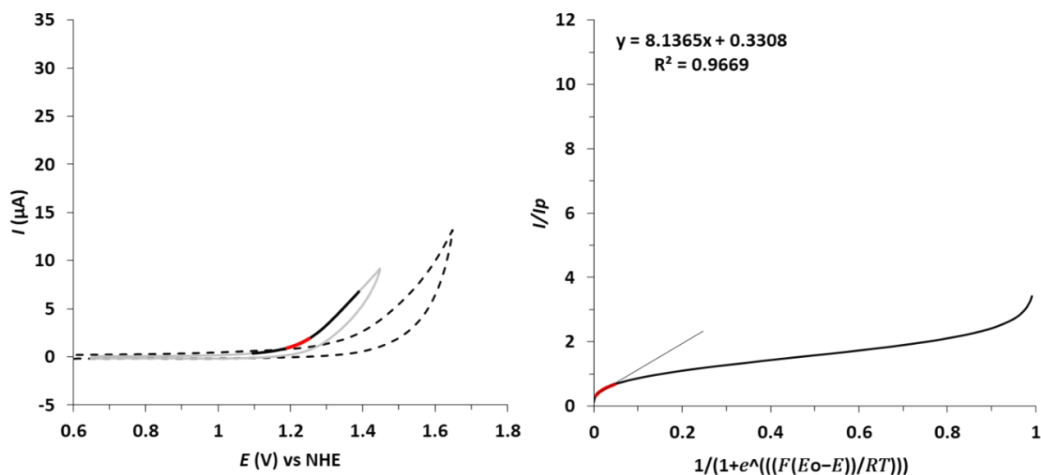 35
30
25
20
15
10
5
0
-5
I (µA)
0.6 0.8 1 1.2 1.4 1.6 1.8
E (V) vs NHE
y = 8.1365x + 0.3308
R² = 0.9669
12
10
8
6
4
2
0
I/Ip
0 0.2 0.4 0.6 0.8 1
1/(1+e^(((F(Eo−E))/RT)))